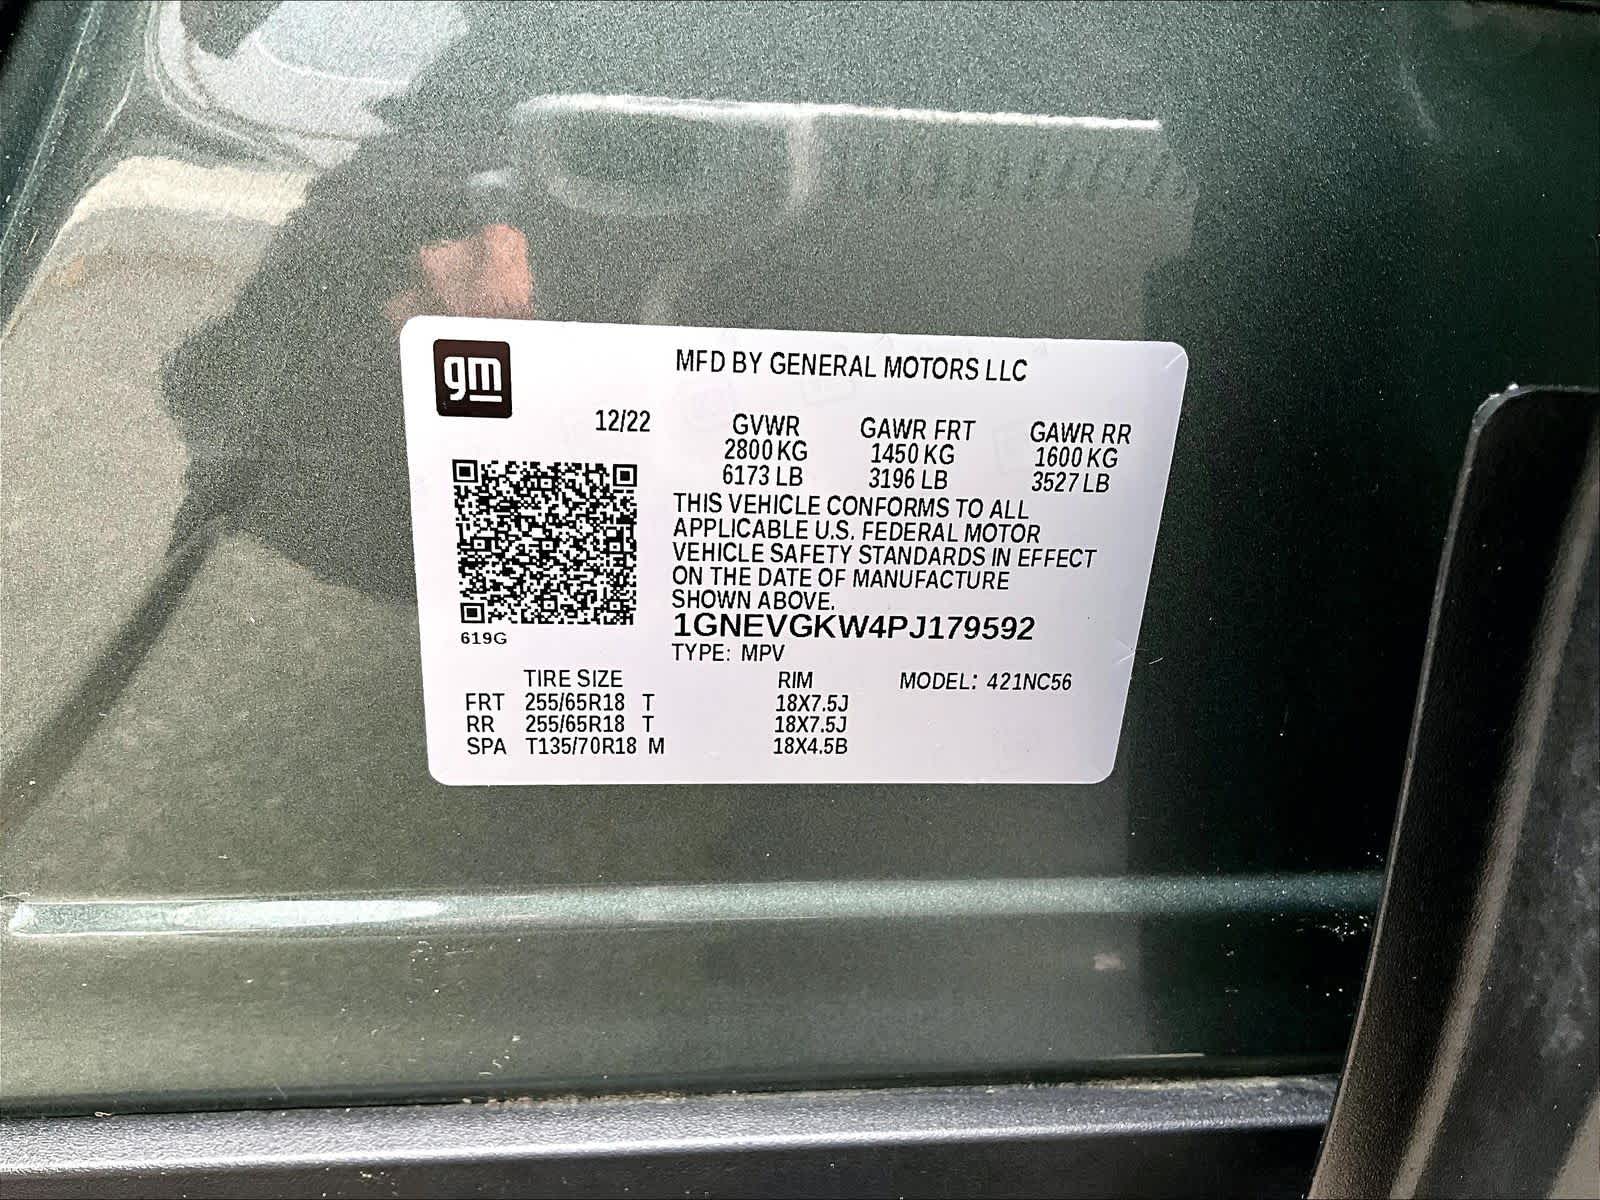 gm
MFD BY GENERAL MOTORS LLC
12/22 GVWR GAWR FRT GAWR RR
2800 KG 1450 KG 1600 KG
6173 LB 3196 LB 3527 LB
THIS VEHICLE CONFORMS TO ALL
APPLICABLE U.S. FEDERAL MOTOR
VEHICLE SAFETY STANDARDS IN EFFECT
ON THE DATE OF MANUFACTURE
SHOWN ABOVE.
1GNEVGKW4PJ179592
619G
TYPE: MPV
TIRE SIZE RIM MODEL: 421NC56
FRT 255/65R18 T 18X7.5J
RR 255/65R18 T 18X7.5J
SPA T135/70R18 M 18X4.5B